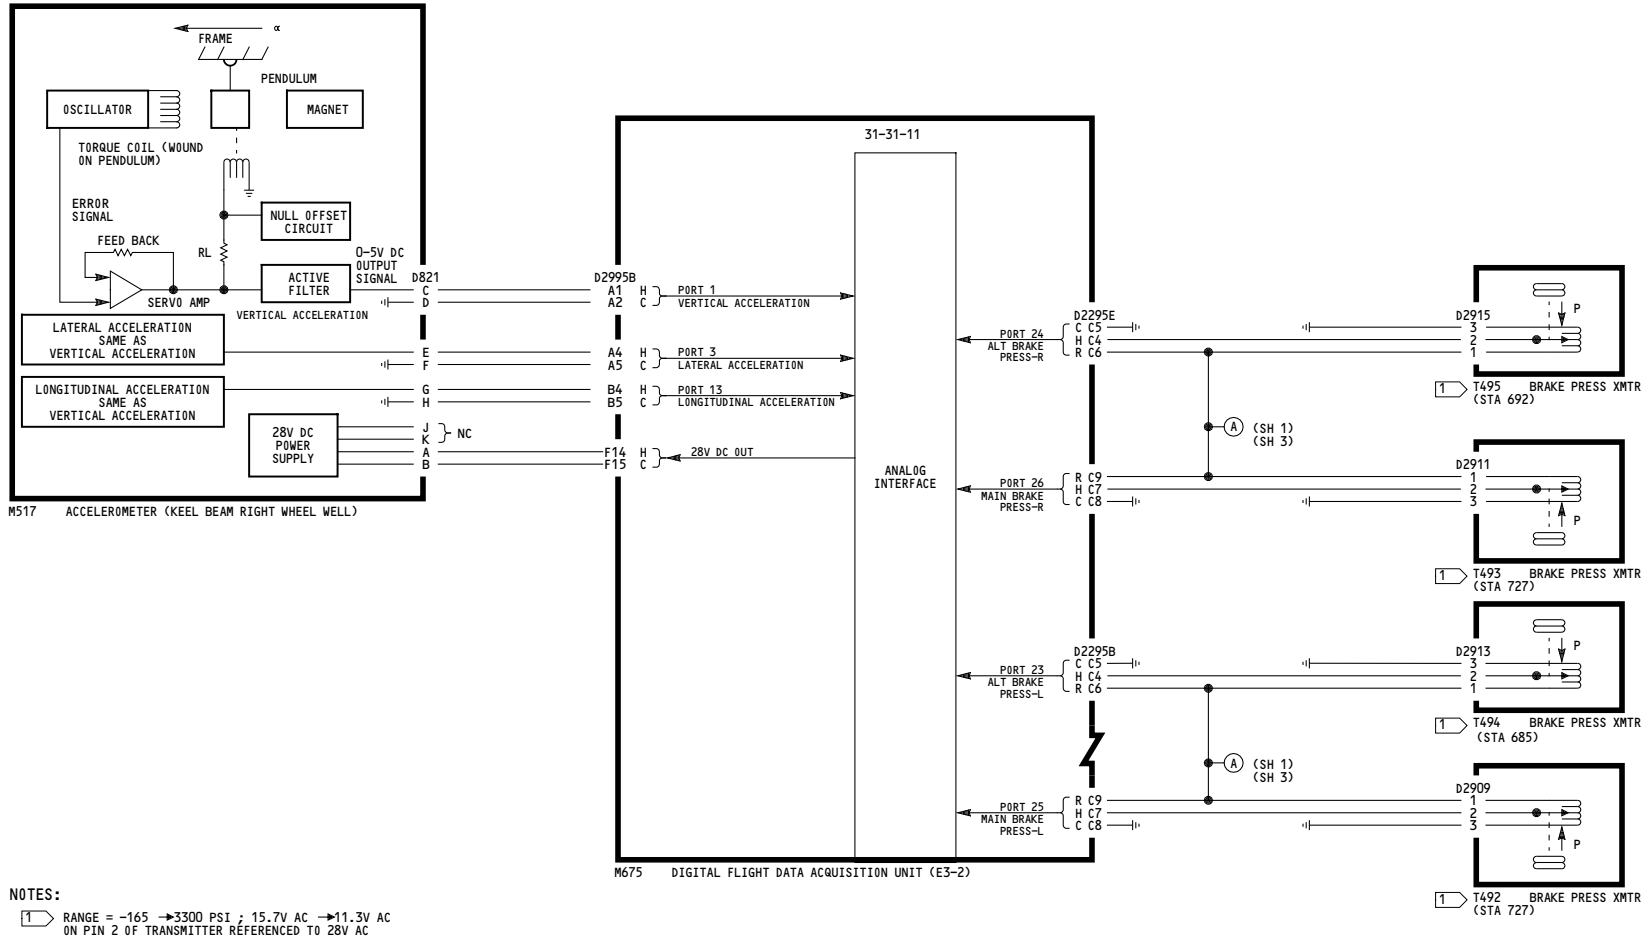 ∝
FRAME
PENDULUM
OSCILLATOR
MAGNET
TORQUE COIL (WOUND
ON PENDULUM)
ERROR
SIGNAL
NULL OFFSET
CIRCUIT
FEED BACK
RL
0-5V DC
OUTPUT
SIGNAL
ACTIVE
FILTER
SERVO AMP
VERTICAL ACCELERATION
D821
C
D
LATERAL ACCELERATION
SAME AS
VERTICAL ACCELERATION
E
F
LONGITUDINAL ACCELERATION
SAME AS
VERTICAL ACCELERATION
G
H
28V DC
POWER
SUPPLY
J
K
NC
A
B
M517 ACCELEROMETER (KEEL BEAM RIGHT WHEEL WELL)
31-31-11
D2995B
A1 H
A2 C
PORT 1
VERTICAL ACCELERATION
A4 H
A5 C
PORT 3
LATERAL ACCELERATION
B4 H
B5 C
PORT 13
LONGITUDINAL ACCELERATION
F14 H
F15 C
28V DC OUT
ANALOG
INTERFACE
D2295E
PORT 24
ALT BRAKE
PRESS-R
C C5
H C4
R C6
PORT 26
MAIN BRAKE
PRESS-R
R C9
H C7
C C8
D2295B
PORT 23
ALT BRAKE
PRESS-L
C C5
H C4
R C6
PORT 25
MAIN BRAKE
PRESS-L
R C9
H C7
C C8
M675 DIGITAL FLIGHT DATA ACQUISITION UNIT (E3-2)
A (SH 1)
(SH 3)
A (SH 1)
(SH 3)
D2915
3
2
1
P
1 T495 BRAKE PRESS XMTR
(STA 692)
D2911
1
2
3
P
1 T493 BRAKE PRESS XMTR
(STA 727)
D2913
3
2
1
P
1 T494 BRAKE PRESS XMTR
(STA 685)
D2909
1
2
3
P
1 T492 BRAKE PRESS XMTR
(STA 727)
NOTES:
1 RANGE = -165 →3300 PSI ; 15.7V AC →11.3V AC
ON PIN 2 OF TRANSMITTER REFERENCED TO 28V AC